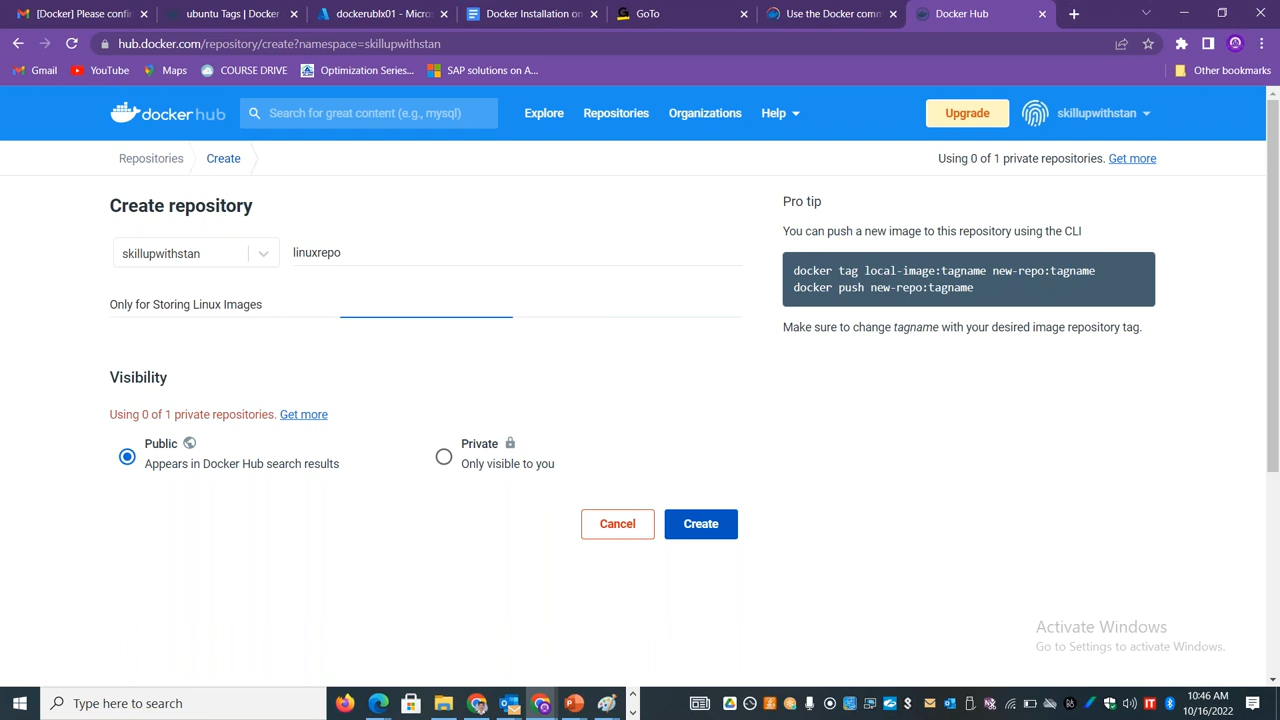 [Docker] Please confir
ubuntu Tags | Docker
dockerublx01 - Micros
Docker Installation on
GoTo
Use the Docker comm
Docker Hub
hub.docker.com/repository/create?namespace=skillupwithstan
Gmail
YouTube
Maps
COURSE DRIVE
Optimization Series...
SAP solutions on A...
Other bookmarks
docker hub
Search for great content (e.g., mysql)
Explore
Repositories
Organizations
Help
Upgrade
skillupwithstan
Repositories
Create
Using 0 of 1 private repositories. Get more
Create repository
skillupwithstan
linuxrepo
Only for Storing Linux Images
Pro tip
You can push a new image to this repository using the CLI
docker tag local-image:tagname new-repo:tagname
docker push new-repo:tagname
Make sure to change tagname with your desired image repository tag.
Visibility
Using 0 of 1 private repositories. Get more
Public
Appears in Docker Hub search results
Private
Only visible to you
Cancel
Create
Activate Windows
Go to Settings to activate Windows.
Type here to search
10:46 AM
10/16/2022